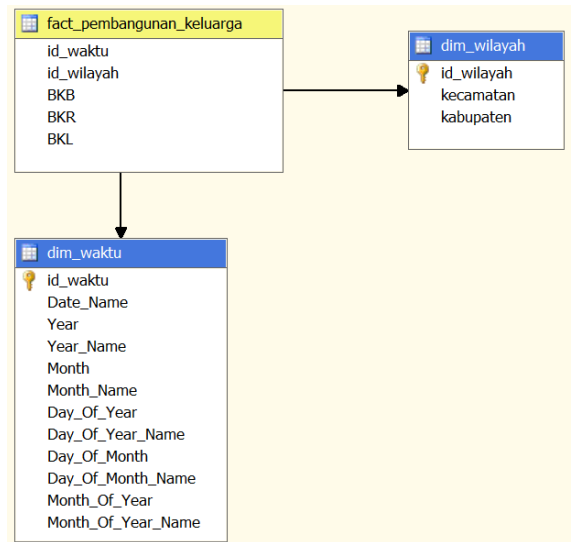 fact_pembangunan_keluarga
id_waktu
id_wilayah
BKB
BKR
BKL
dim_wilayah
id_wilayah
kecamatan
kabupaten
dim_waktu
id_waktu
Date_Name
Year
Year_Name
Month
Month_Name
Day_Of_Year
Day_Of_Year_Name
Day_Of_Month
Day_Of_Month_Name
Month_Of_Year
Month_Of_Year_Name